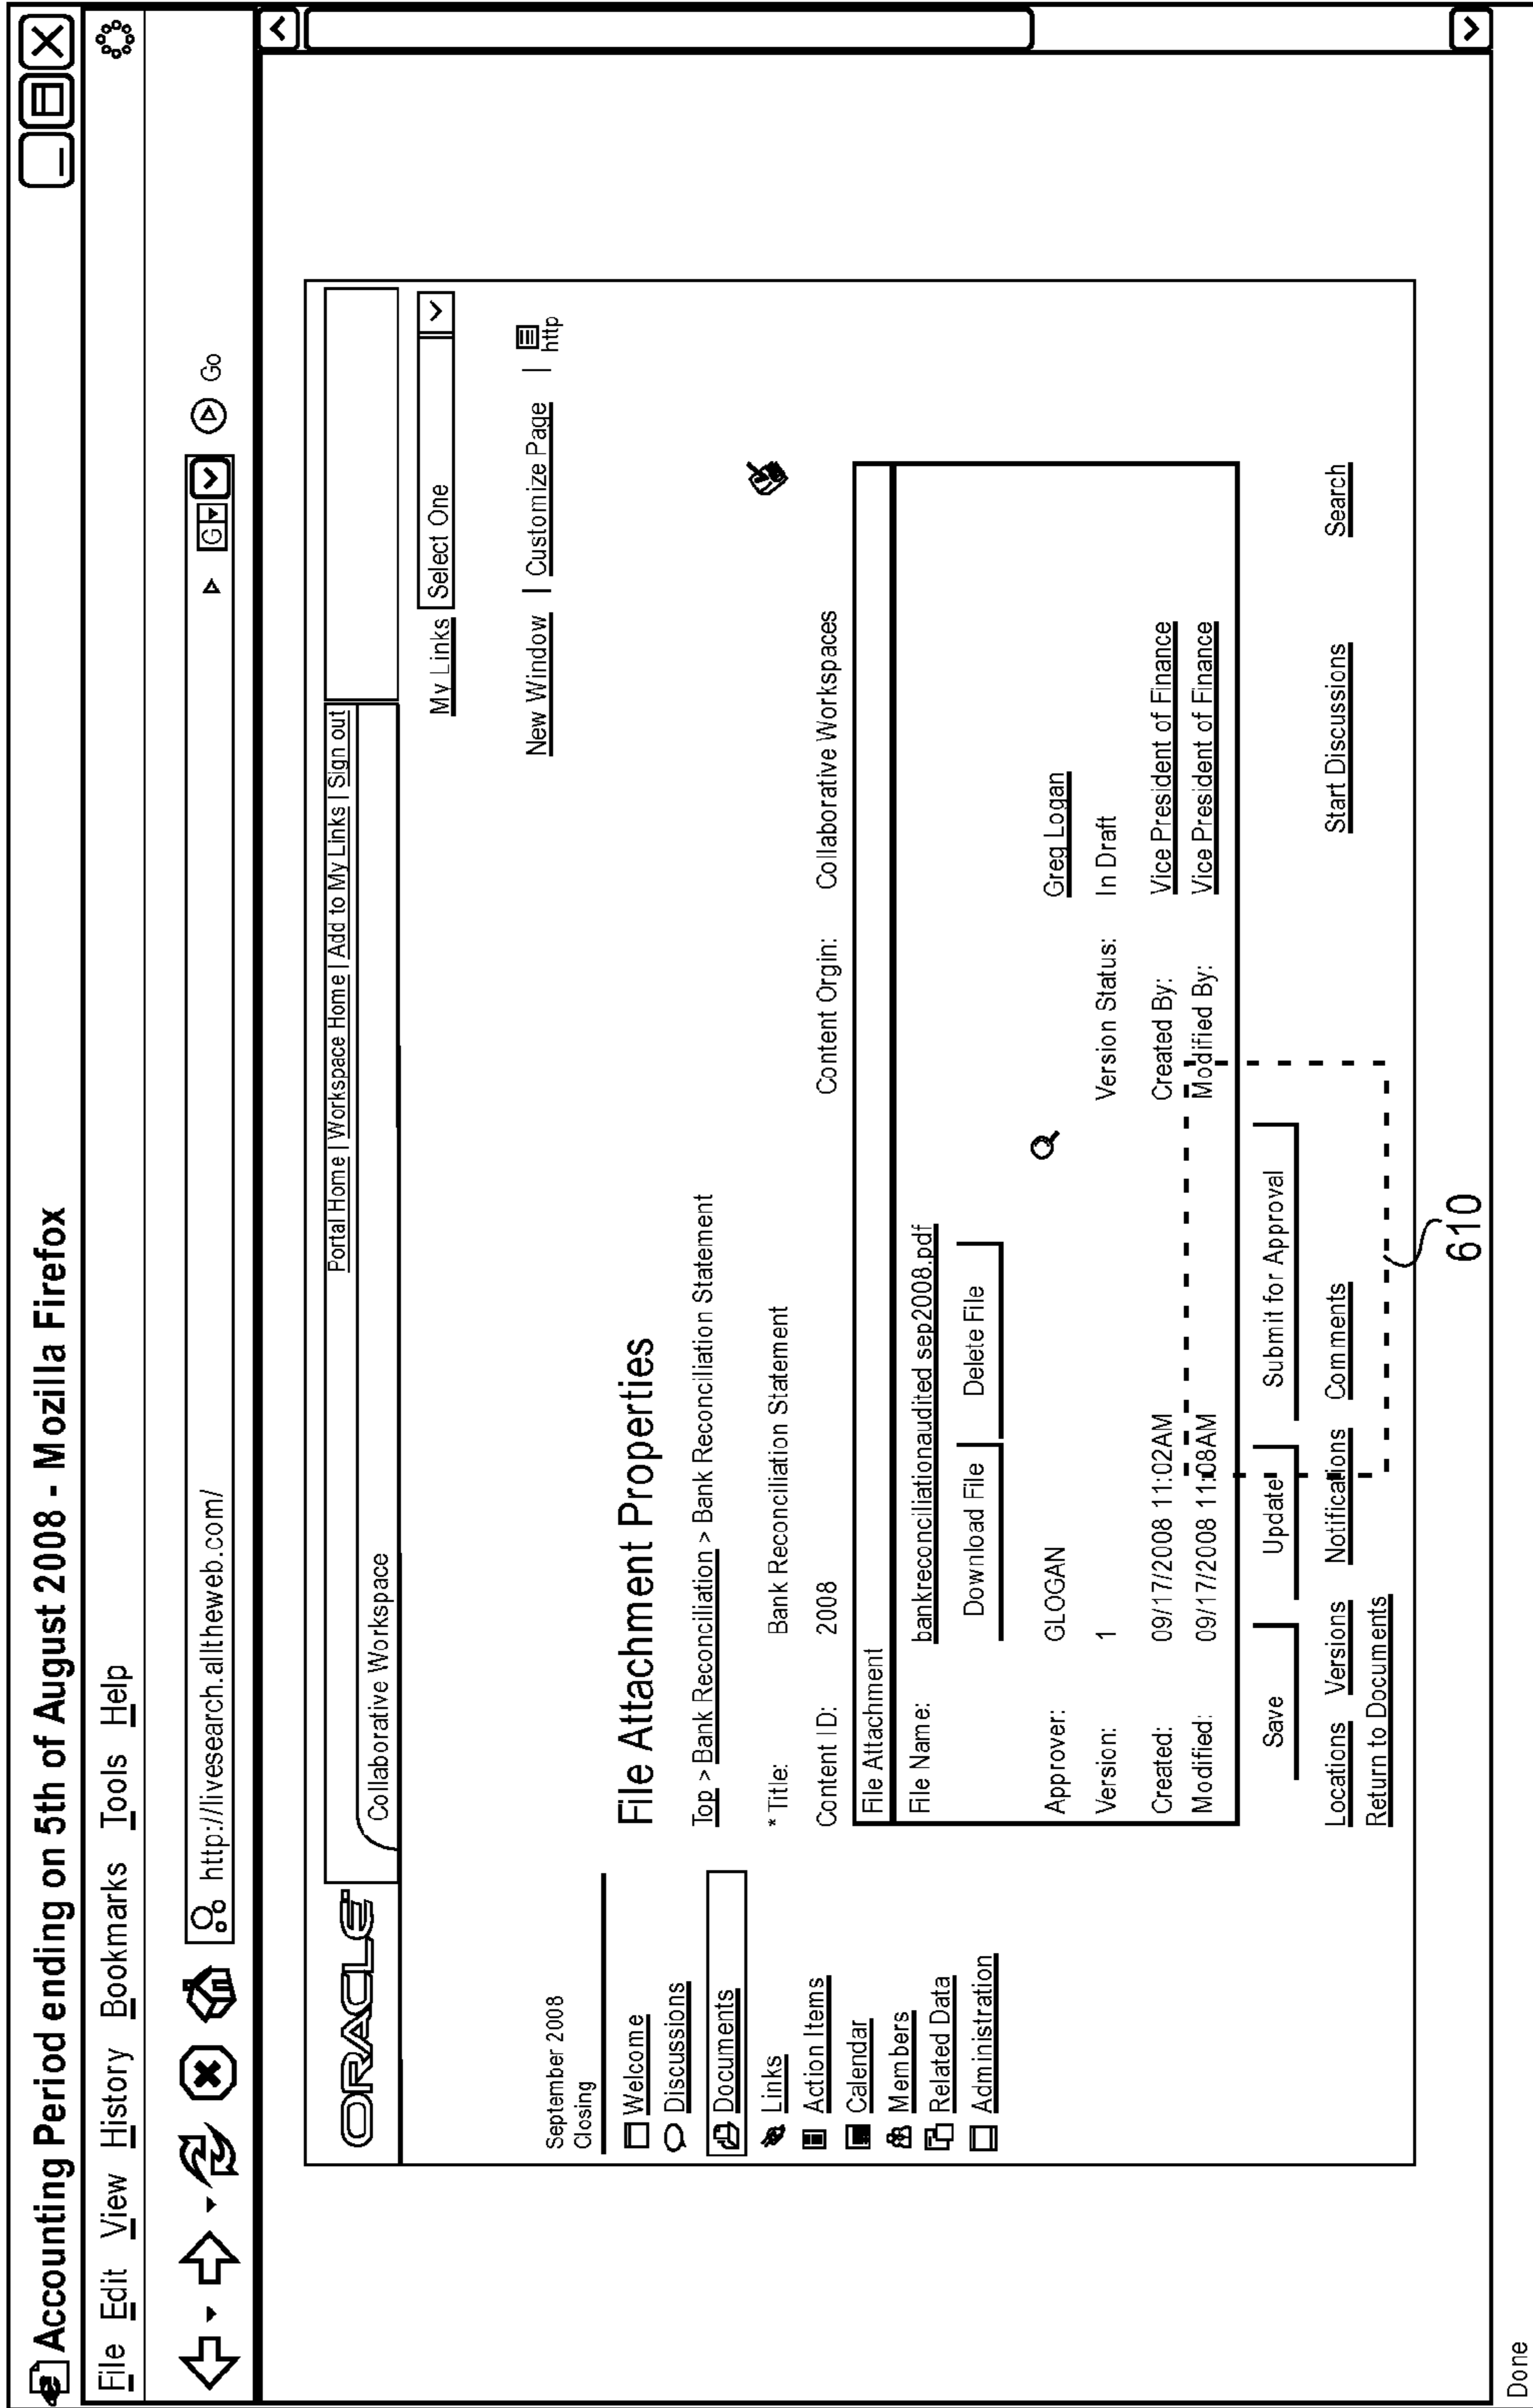 Accounting Period ending on 5th of August 2008 - Mozilla Firefox
File Edit View History Bookmarks Tools Help
http://livesearch.alltheweb.com/ G Go
ORACLE
Portal Home | Workspace Home | Add to My Links | Sign out
Collaborative Workspace
My Links Select One
New Window | Customize Page | http
September 2008
Closing
Welcome
Discussions
Documents
Links
Action Items
Calendar
Members
Related Data
Administration
File Attachment Properties
Top > Bank Reconciliation > Bank Reconciliation Statement
* Title: Bank Reconciliation Statement
Content ID: 2008 Content Orgin: Collaborative Workspaces
File Attachment
File Name: bankreconciliationaudited sep2008.pdf
Download File Delete File
Approver: GLOGAN Greg Logan
Version: 1 Version Status: In Draft
Created: 09/17/2008 11:02AM Created By: Vice President of Finance
Modified: 09/17/2008 11:08AM Modified By: Vice President of Finance
Save Update Submit for Approval
Locations Versions Notifications Comments Start Discussions Search
Return to Documents
610
Done